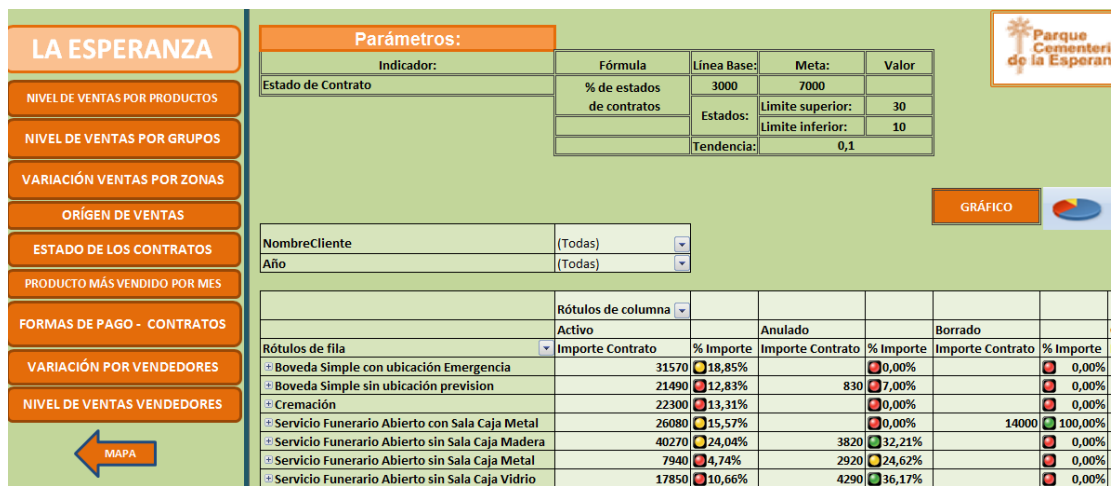 LA ESPERANZA
NIVEL DE VENTAS POR PRODUCTOS
NIVEL DE VENTAS POR GRUPOS
VARIACIÓN VENTAS POR ZONAS
ORÍGEN DE VENTAS
ESTADO DE LOS CONTRATOS
PRODUCTO MÁS VENDIDO POR MES
FORMAS DE PAGO - CONTRATOS
VARIACIÓN POR VENDEDORES
NIVEL DE VENTAS VENDEDORES
MAPA
Parámetros:
Indicador: Fórmula Línea Base: Meta: Valor
Estado de Contrato % de estados 3000 7000
de contratos Estados: Limite superior: 30
Limite inferior: 10
Tendencia: 0,1
Parque
Cementeri
de la Esperan
GRÁFICO
NombreCliente (Todas)
Año (Todas)
Rótulos de columna
Activo Anulado Borrado
Rótulos de fila Importe Contrato % Importe Importe Contrato % Importe Importe Contrato % Importe
Boveda Simple con ubicación Emergencia 31570 18,85% 0,00% 0,00%
Boveda Simple sin ubicación prevision 21490 12,83% 830 7,00% 0,00%
Cremación 22300 13,31% 0,00% 0,00%
Servicio Funerario Abierto con Sala Caja Metal 26080 15,57% 0,00% 14000 100,00%
Servicio Funerario Abierto sin Sala Caja Madera 40270 24,04% 3820 32,21% 0,00%
Servicio Funerario Abierto sin Sala Caja Metal 7940 4,74% 2920 24,62% 0,00%
Servicio Funerario Abierto sin Sala Caja Vidrio 17850 10,66% 4290 36,17% 0,00%